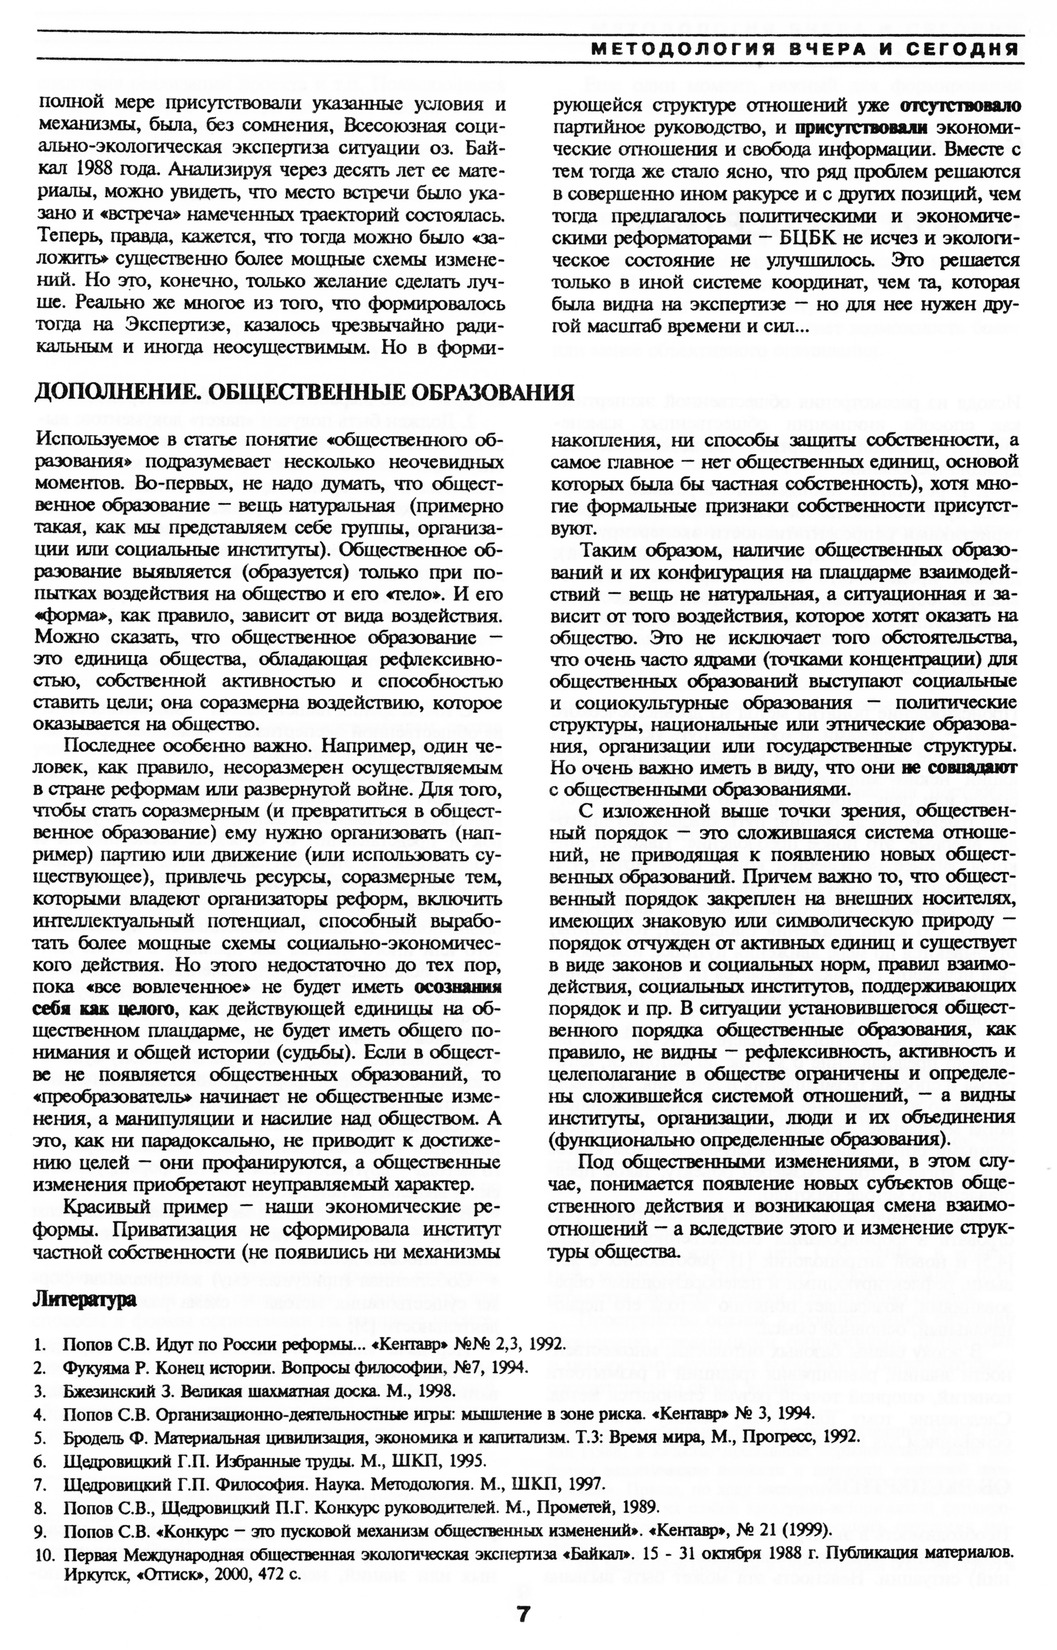 МЕТОДОЛОГИЯ ВЧЕРА И СЕГОДНЯ
полной мере присутствовали указанные условия и
механизмы, была, без сомнения, Всесоюзная соци-
ально-экологическая экспертиза ситуации оз. Бай-
кал 1988 года. Анализируя через десять лет ее мате-
риалы, можно увидеть, что место встречи было ука-
зано и «встреча» намеченных траекторий состоялась.
Теперь, правда, кажется, что тогда можно было «за-
ложить» существенно более мощные схемы измене-
ний. Но это, конечно, только желание сделать луч-
ше. Реально же многое из того, что формировалось
тогда на Экспертизе, казалось чрезвычайно ради-
кальным и иногда неосуществимым. Но в форми-
рующейся структуре отношений уже отсутствовало
партийное руководство, и присутствовали экономи-
ческие отношения и свобода информации. Вместе с
тем тогда же стало ясно, что ряд проблем решаются
в совершенно ином ракурсе и с других позиций, чем
тогда предлагалось политическими и экономиче-
скими реформаторами — БЦБК не исчез и экологи-
ческое состояние не улучшилось. Это решается
только в иной системе координат, чем та, которая
была видна на экспертизе — но для нее нужен дру-
гой масштаб времени и сил...
ДОПОЛНЕНИЕ. ОБЩЕСТВЕННЫЕ ОБРАЗОВАНИЯ
Используемое в статье понятие «общественного об-
разования» подразумевает несколько неочевидных
моментов. Во-первых, не надо думать, что общест-
венное образование — вещь натуральная (примерно
такая, как мы представляем себе группы, организа-
ции или социальные институты). Общественное об-
разование выявляется (образуется) только при по-
пытках воздействия на общество и его «тело». И его
«форма», как правило, зависит от вида воздействия.
Можно сказать, что общественное образование —
это единица общества, обладающая рефлексивно-
стью, собственной активностью и способностью
ставить цели; она соразмерна воздействию, которое
оказывается на общество.
Последнее особенно важно. Например, один че-
ловек, как правило, несоразмерен осуществляемым
в стране реформам или развернутой войне. Для того,
чтобы стать соразмерным (и превратиться в общест-
венное образование) ему нужно организовать (нап-
ример) партию или движение (или использовать су-
ществующее), привлечь ресурсы, соразмерные тем,
которыми владеют организаторы реформ, включить
интеллектуальный потенциал, способный вырабо-
тать более мощные схемы социально-экономичес-
кого действия. Но этого недостаточно до тех пор,
пока «все вовлеченное» не будет иметь осознания
себя как целого, как действующей единицы на об-
щественном плацдарме, не будет иметь общего по-
нимания и общей истории (судьбы). Если в общест-
ве не появляется общественных образований, то
«преобразователь» начинает не общественные изме-
нения, а манипуляции и насилие над обществом. А
это, как ни парадоксально, не приводит к достиже-
нию целей — они профанируются, а общественные
изменения приобретают неуправляемый характер.
Красивый пример — наши экономические ре-
формы. Приватизация не сформировала институт
частной собственности (не появились ни механизмы
накопления, ни способы защиты собственности, а
самое главное — нет общественных единиц, основой
которых была бы частная собственность), хотя мно-
гие формальные признаки собственности присутст-
вуют.
Таким образом, наличие общественных образо-
ваний и их конфигурация на плацдарме взаимодей-
ствий — вещь не натуральная, а ситуационная и за-
висит от того воздействия, которое хотят оказать на
общество. Это не исключает того обстоятельства,
что очень часто ядрами (точками концентрации) для
общественных образований выступают социальные
и социокультурные образования — политические
структуры, национальные или этнические образова-
ния, организации или государственные структуры.
Но очень важно иметь в виду, что они не совпадают
с общественными образованиями.
С изложенной выше точки зрения, обществен-
ный порядок — это сложившаяся система отноше-
ний, не приводящая к появлению новых общест-
венных образований. Причем важно то, что общест-
венный порядок закреплен на внешних носителях,
имеющих знаковую или символическую природу —
порядок отчужден от активных единиц и существует
в виде законов и социальных норм, правил взаимо-
действия, социальных институтов, поддерживающих
порядок и пр. В ситуации установившегося общест-
венного порядка общественные образования, как
правило, не видны — рефлексивность, активность и
целеполагание в обществе ограничены и определе-
ны сложившейся системой отношений, — а видны
институты, организации, люди и их объединения
(функционально определенные образования).
Под общественными изменениями, в этом слу-
чае, понимается появление новых субъектов обще-
ственного действия и возникающая смена взаимо-
отношений — а вследствие этого и изменение струк-
туры общества.
Литература
1. Попов С.В. Идут по России реформы... «Кентавр» №№ 2,3, 1992.
2. Фукуяма Р. Конец истории. Вопросы философии, №7, 1994.
3. Бжезинский З. Великая шахматная доска. М., 1998.
4. Попов С.В. Организационно-деятельностные игры: мышление в зоне риска. «Кентавр» № 3, 1994.
5. Бродель Ф. Материальная цивилизация, экономика и капитализм. Т.3: Время мира, М., Прогресс, 1992.
6. Щедровицкий Г.П. Избранные труды. М., ШКП, 1995.
7. Щедровицкий Г.П. Философия. Наука. Методология. М., ШКП, 1997.
8. Попов С.В., Щедровицкий П.Г. Конкурс руководителей. М., Прометей, 1989.
9. Попов С.В. «Конкурс — это пусковой механизм общественных изменений». «Кентавр», № 21 (1999).
10. Первая Международная общественная экологическая экспертиза «Байкал». 15 - 31 октября 1988 г. Публикация материалов.
Иркутск, «Оттиск», 2000, 472 с.
7